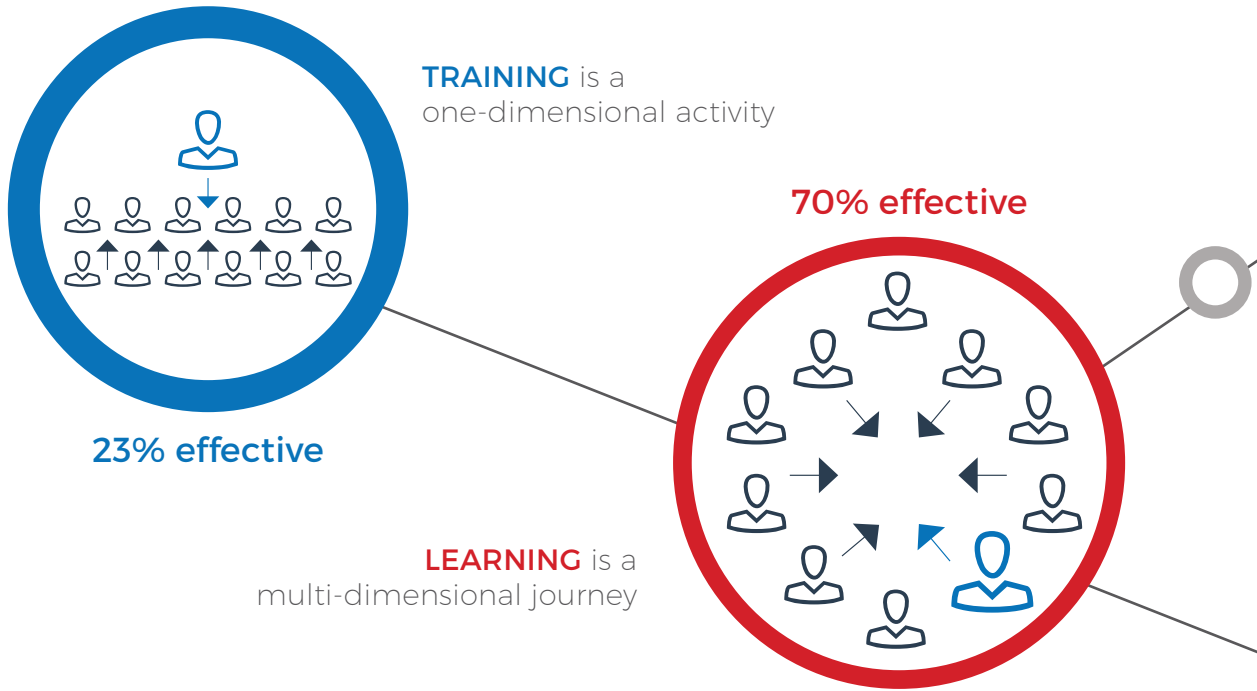 TRAINING is a
one-dimensional activity
23% effective
70% effective
LEARNING is a
multi-dimensional journey